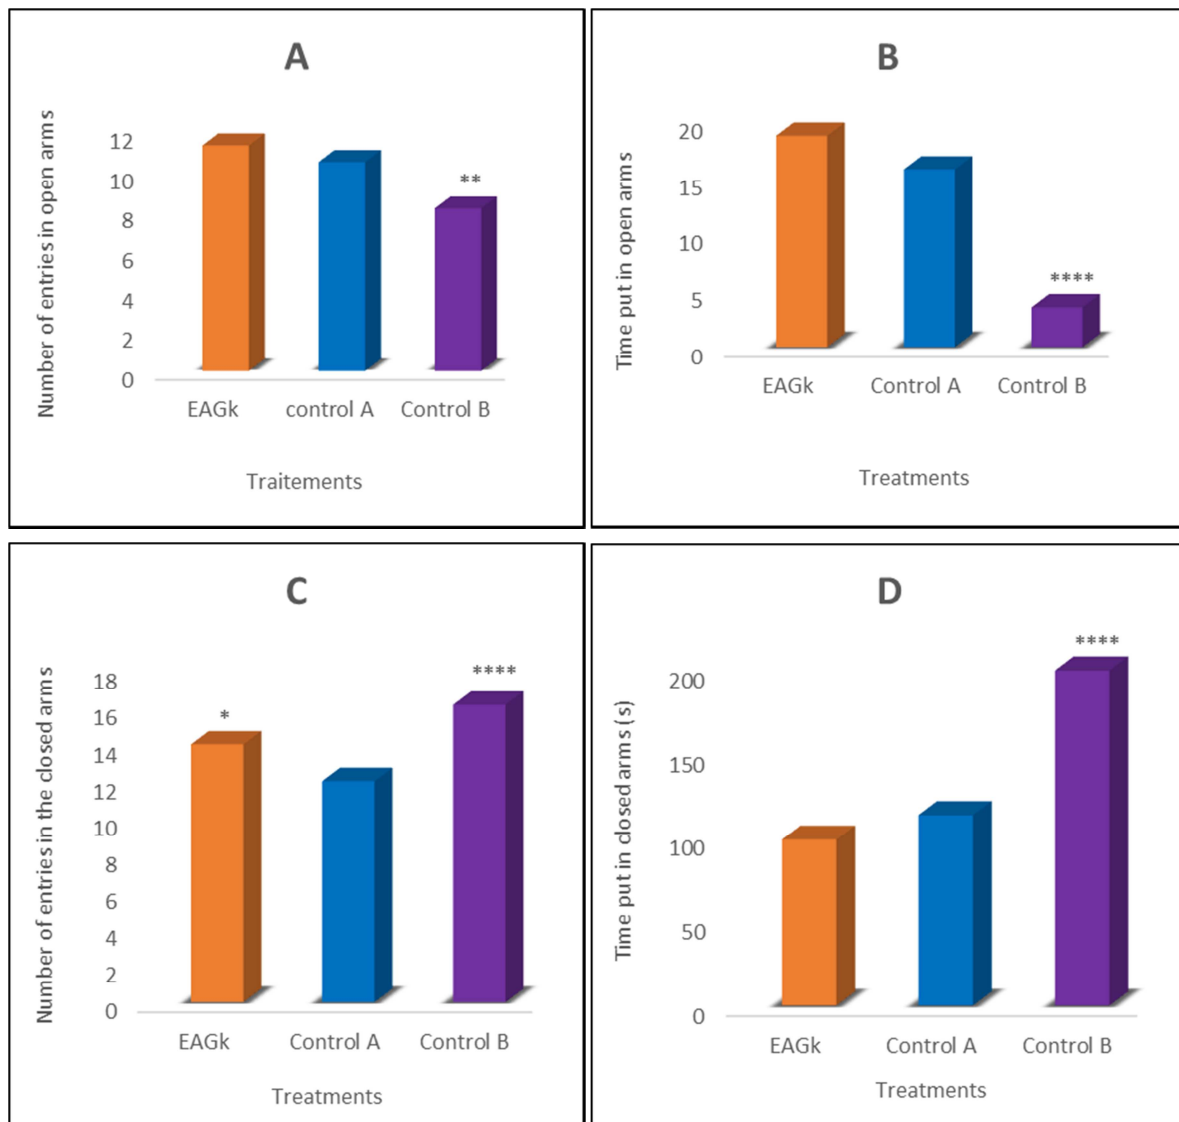 A
Number of entries in open arms
12
10
8
6
4
2
0
**
EAGk
control A
Control B
Traitements
B
Time put in open arms
20
15
10
5
0
****
EAGk
Control A
Control B
Treatments
C
Number of entries in the closed arms
18
16
14
12
10
8
6
4
2
0
*
****
EAGk
Control A
Control B
Treatments
D
Time put in closed arms (s)
200
150
100
50
0
****
EAGk
Control A
Control B
Treatments